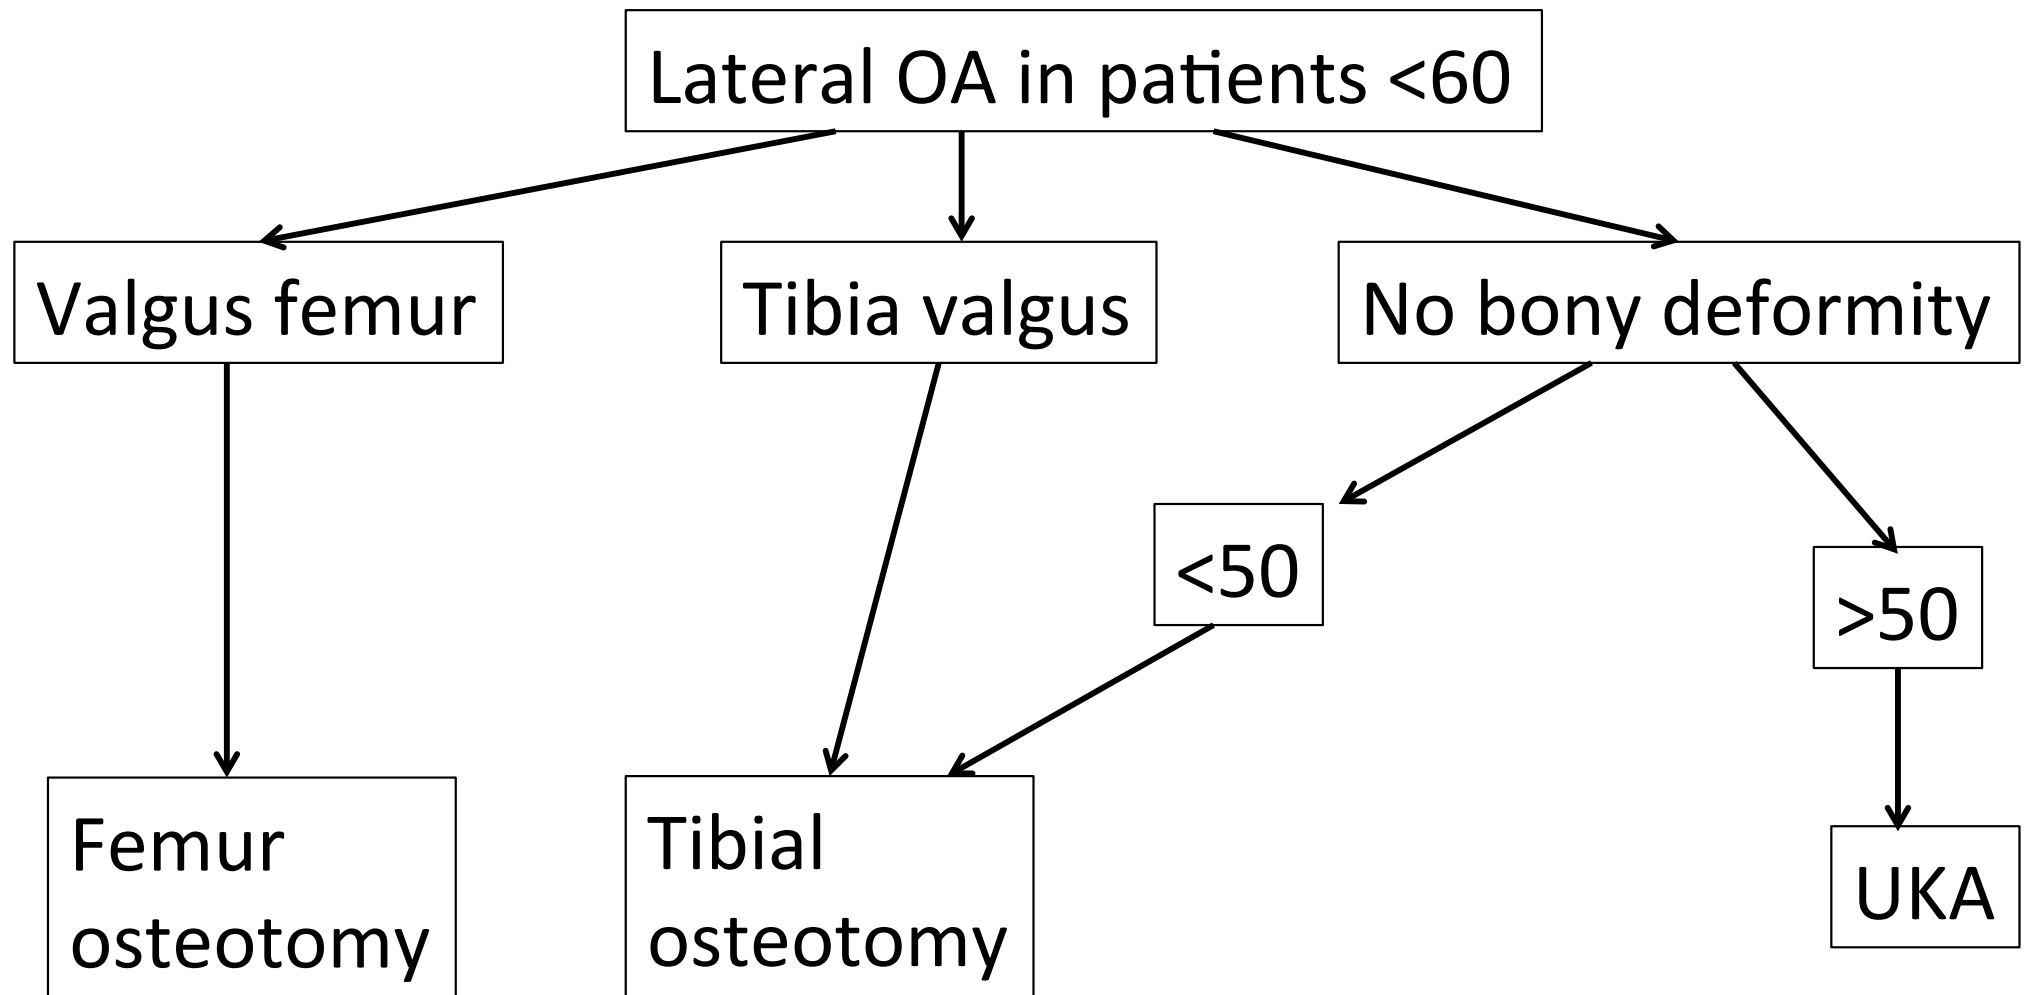 Lateral OA in patients <60
Valgus femur
Tibia valgus
No bony deformity
<50
>50
Femur
osteotomy
Tibial
osteotomy
UKA